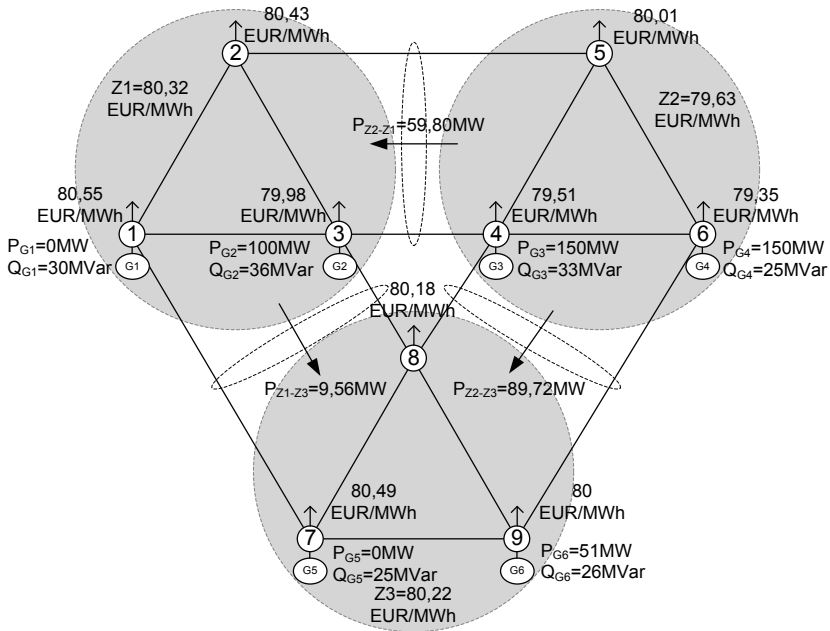 80,43
EUR/MWh
2
80,01
EUR/MWh
5
Z1=80,32
EUR/MWh
Z2=79,63
EUR/MWh
P_Z2-Z1=59,80MW
80,55
EUR/MWh
1
79,98
EUR/MWh
3
79,51
EUR/MWh
4
79,35
EUR/MWh
6
P_G1=0MW
Q_G1=30MVar
G1
P_G2=100MW
Q_G2=36MVar
G2
P_G3=150MW
Q_G3=33MVar
G3
P_G4=150MW
Q_G4=25MVar
G4
80,18
EUR/MWh
8
P_Z1-Z3=9,56MW
P_Z2-Z3=89,72MW
80,49
EUR/MWh
7
80
EUR/MWh
9
P_G5=0MW
Q_G5=25MVar
G5
P_G6=51MW
Q_G6=26MVar
G6
Z3=80,22
EUR/MWh